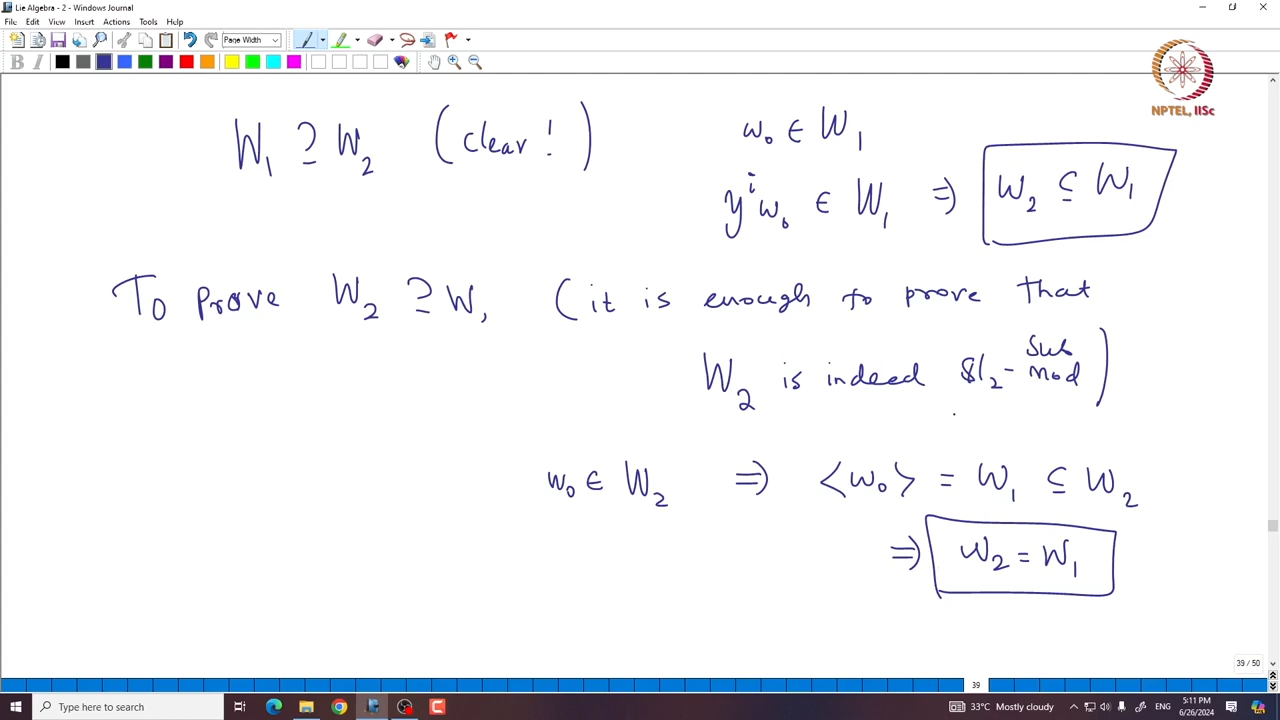 Lie Algebra - 2 - Windows Journal
File Edit View Insert Actions Tools Help
Page Width
B I
NPTEL, IISc
W₁ ⊇ W₂ (clear!)
w₀ ∈ W₁
yⁱw₀ ∈ W₁ ⇒ W₂ ⊆ W₁
To prove W₂ ⊇ W₁ (it is enough to prove that
W₂ is indeed sl₂- sub mod)
w₀ ∈ W₂ ⇒ <w₀> = W₁ ⊆ W₂
⇒ W₂ = W₁
39 / 50
39
Type here to search
33°C Mostly cloudy
ENG
5:11 PM
6/26/2024